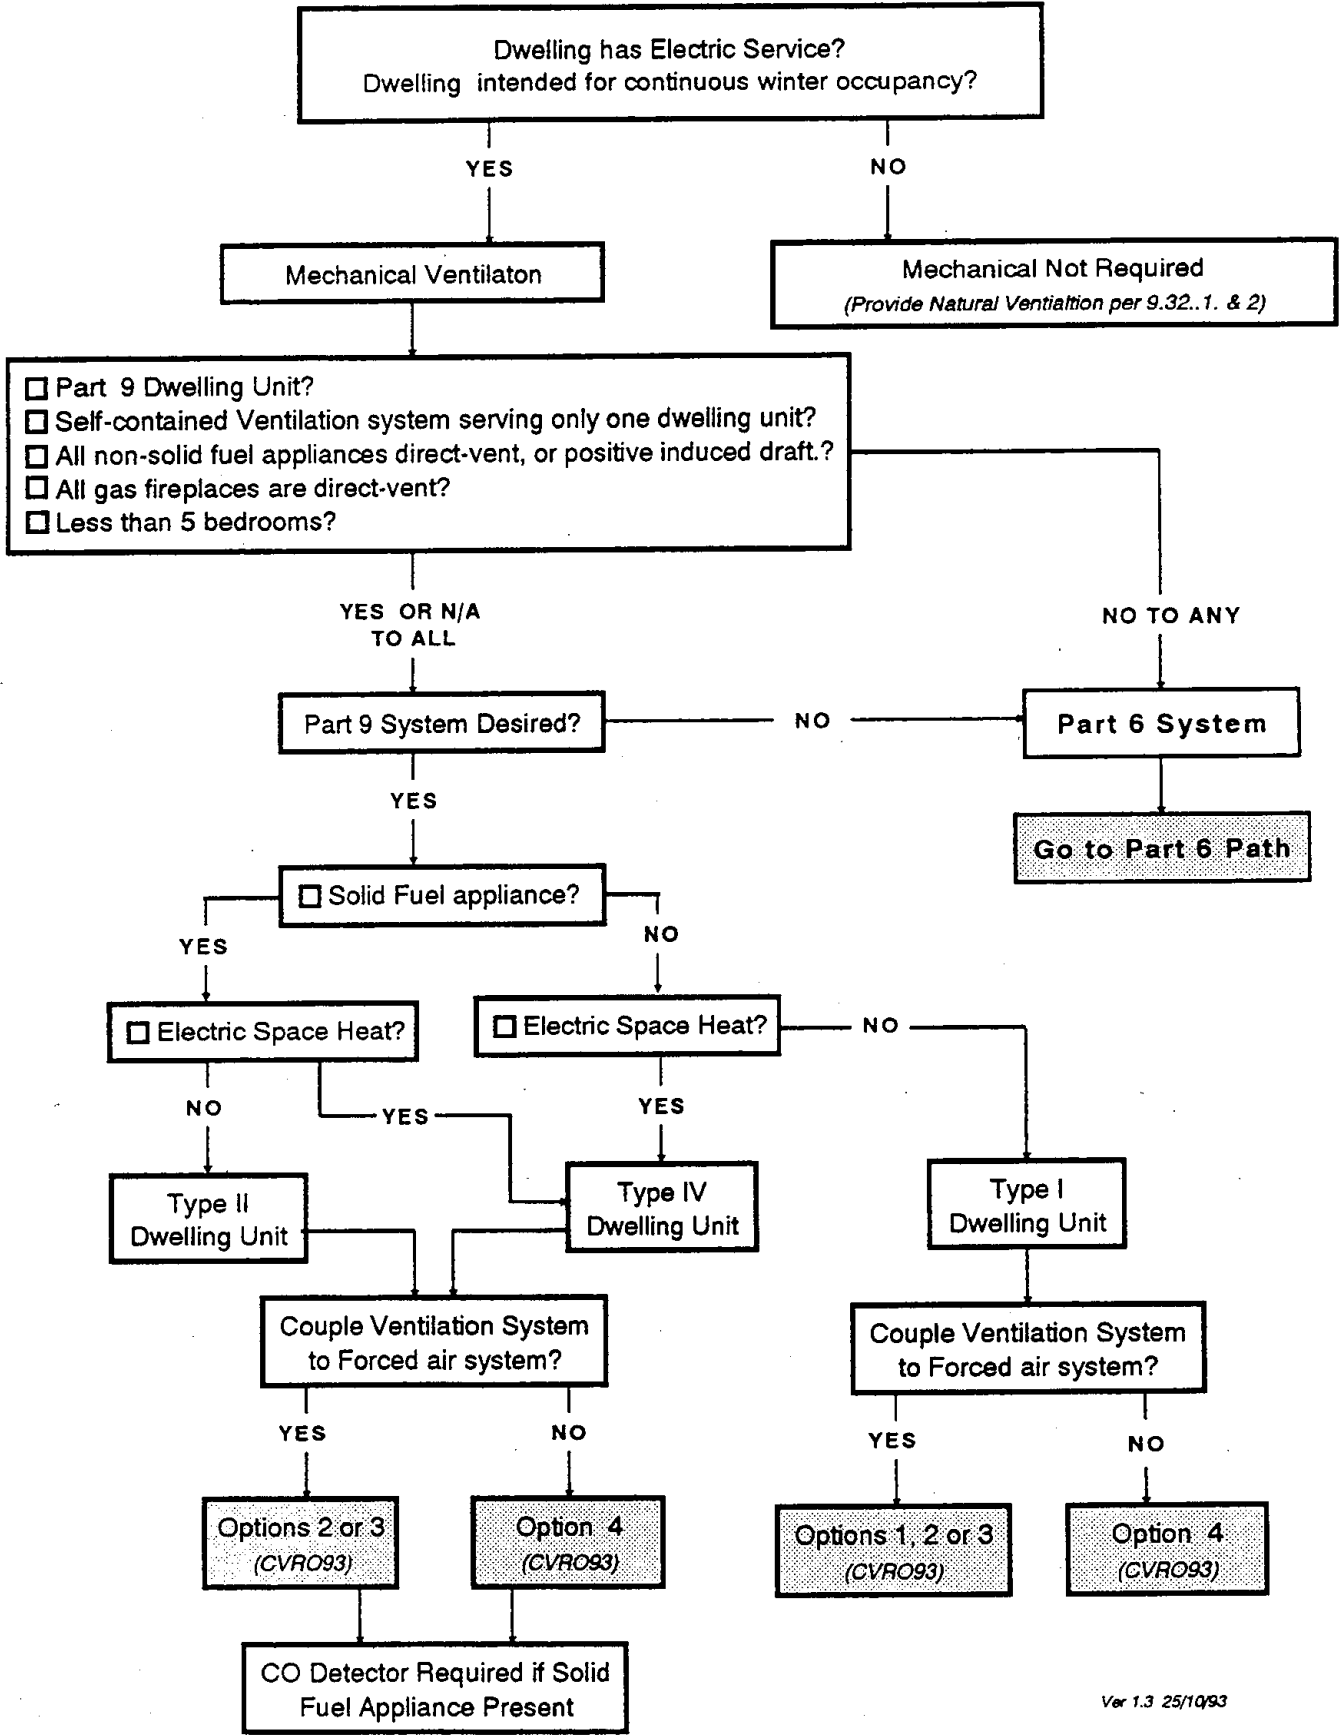 Dwelling has Electric Service?
Dwelling intended for continuous winter occupancy?
YES
NO
Mechanical Ventilaton
Mechanical Not Required
(Provide Natural Ventialtion per 9.32..1. & 2)
Part 9 Dwelling Unit?
Self-contained Ventilation system serving only one dwelling unit?
All non-solid fuel appliances direct-vent, or positive induced draft.?
All gas fireplaces are direct-vent?
Less than 5 bedrooms?
YES OR N/A
TO ALL
NO TO ANY
Part 9 System Desired?
NO
Part 6 System
YES
Go to Part 6 Path
Solid Fuel appliance?
YES
NO
Electric Space Heat?
Electric Space Heat?
NO
NO
YES
YES
Type II
Dwelling Unit
Type IV
Dwelling Unit
Type I
Dwelling Unit
Couple Ventilation System
to Forced air system?
Couple Ventilation System
to Forced air system?
YES
NO
YES
NO
Options 2 or 3
(CVRO93)
Option 4
(CVRO93)
Options 1, 2 or 3
(CVRO93)
Option 4
(CVRO93)
CO Detector Required if Solid
Fuel Appliance Present
Ver 1.3 25/10/93